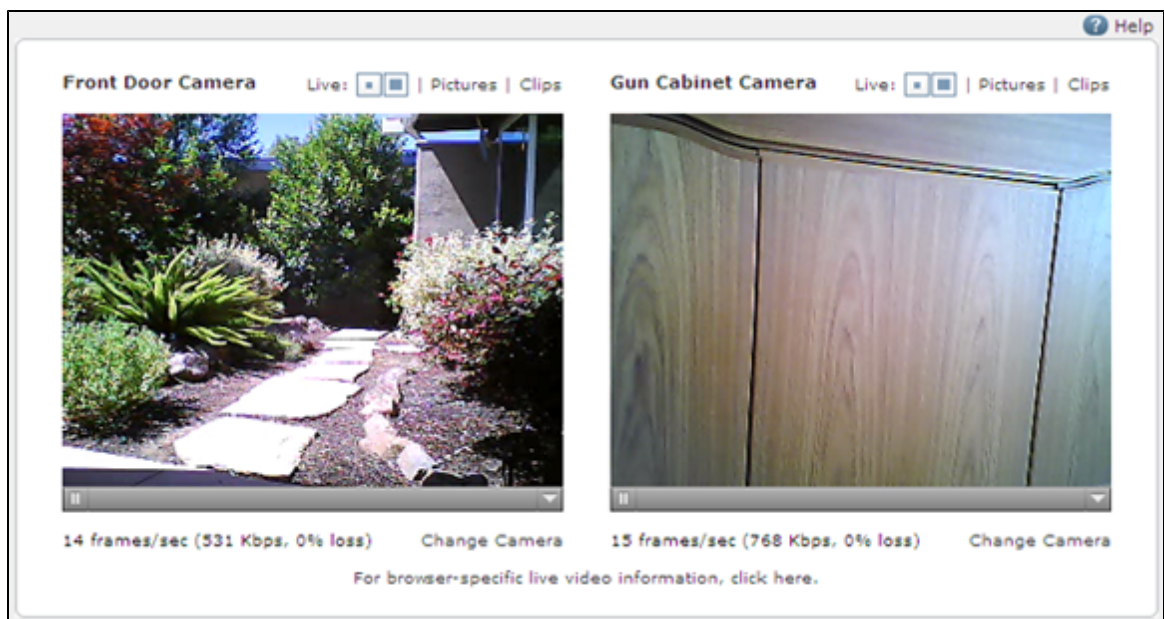 Help
Front Door Camera Live: | Pictures | Clips
Gun Cabinet Camera Live: | Pictures | Clips
14 frames/sec (531 Kbps, 0% loss) Change Camera
15 frames/sec (768 Kbps, 0% loss) Change Camera
For browser-specific live video information, click here.